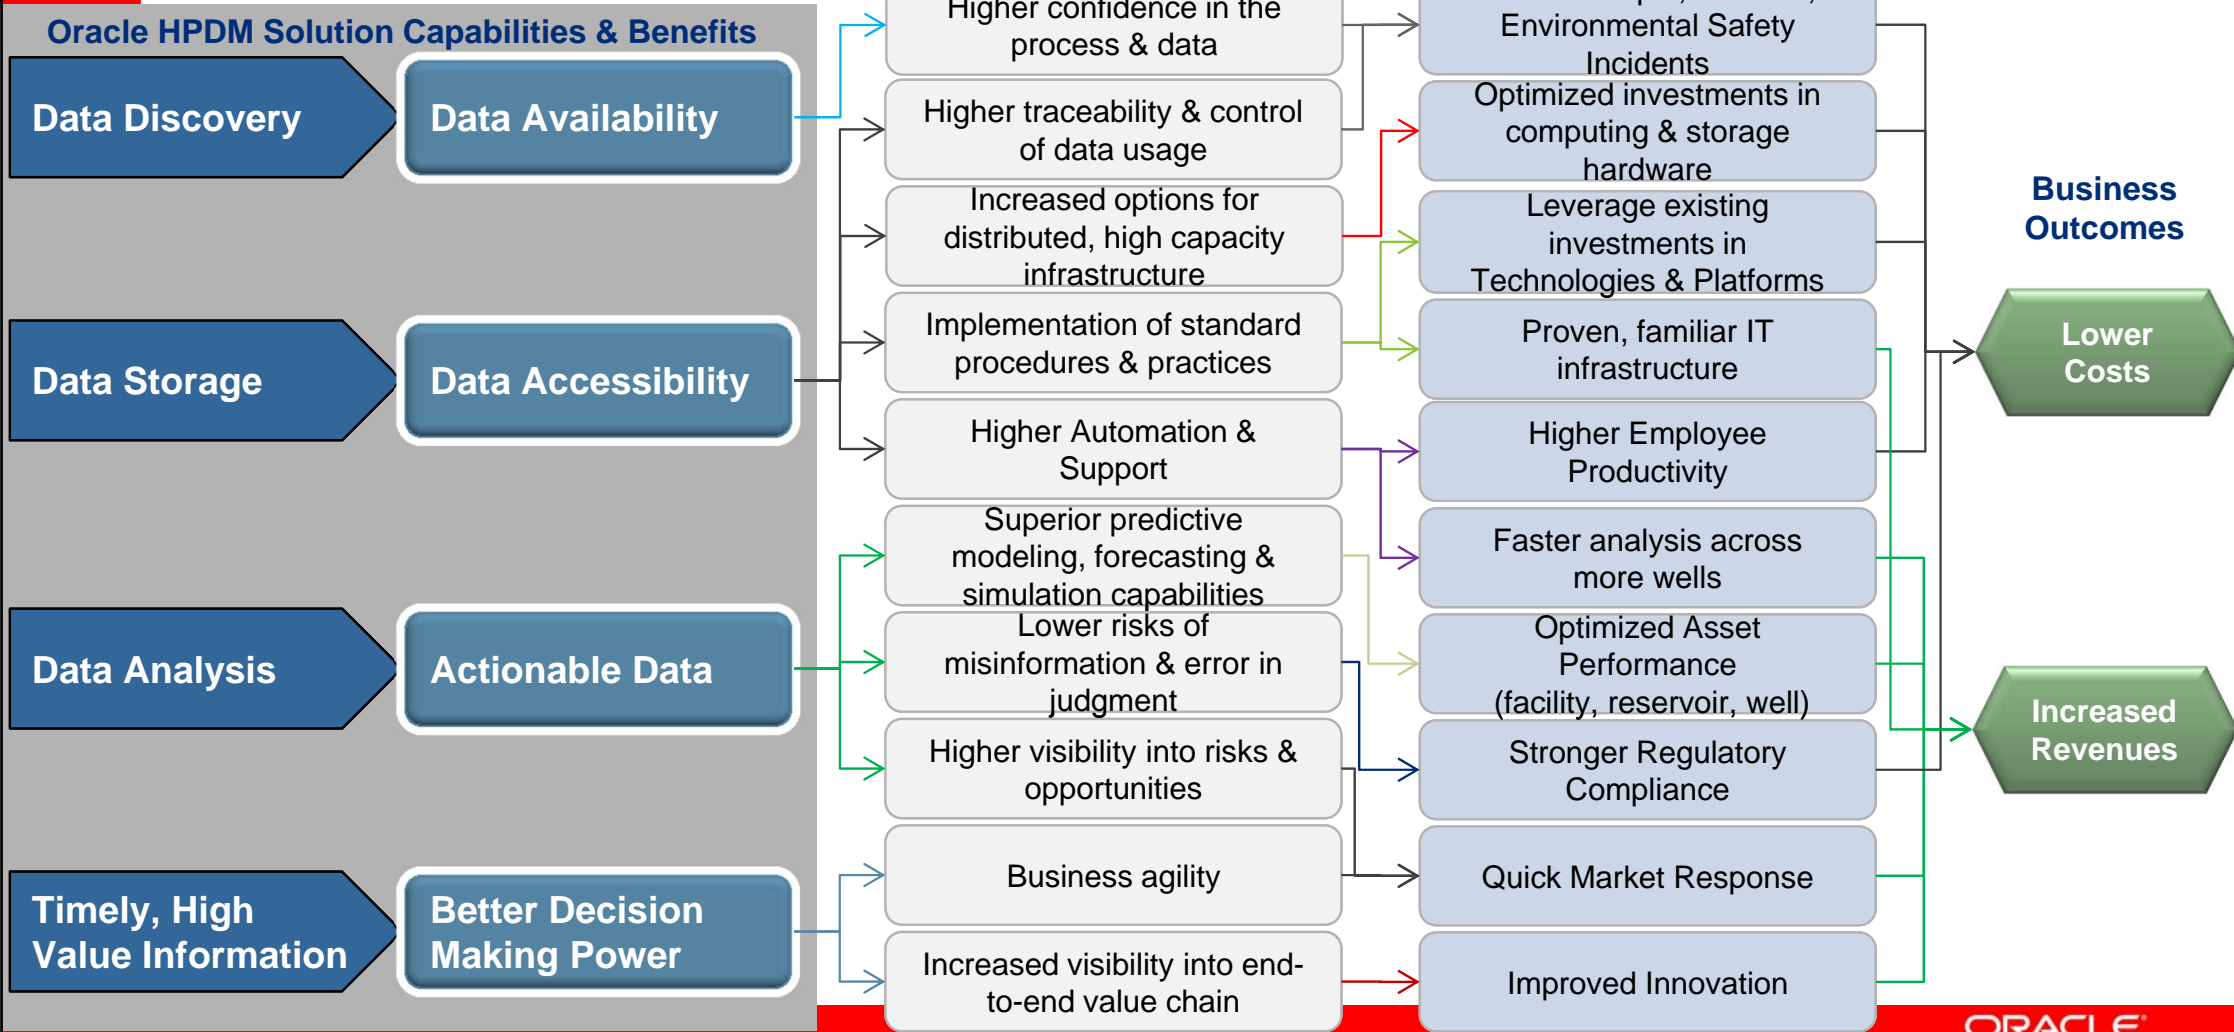 Oracle HPDM Solution Capabilities & Benefits
Data Discovery
Data Availability
Data Storage
Data Accessibility
Data Analysis
Actionable Data
Timely, High
Value Information
Better Decision
Making Power
Higher confidence in the
process & data
Higher traceability & control
of data usage
Increased options for
distributed, high capacity
infrastructure
Implementation of standard
procedures & practices
Higher Automation &
Support
Superior predictive
modeling, forecasting &
simulation capabilities
Lower risks of
misinformation & error in
judgment
Higher visibility into risks &
opportunities
Business agility
Increased visibility into end-
to-end value chain
Environmental Safety
Incidents
Optimized investments in
computing & storage
hardware
Leverage existing
investments in
Technologies & Platforms
Proven, familiar IT
infrastructure
Higher Employee
Productivity
Faster analysis across
more wells
Optimized Asset
Performance
(facility, reservoir, well)
Stronger Regulatory
Compliance
Quick Market Response
Improved Innovation
Business
Outcomes
Lower
Costs
Increased
Revenues
ORACLE